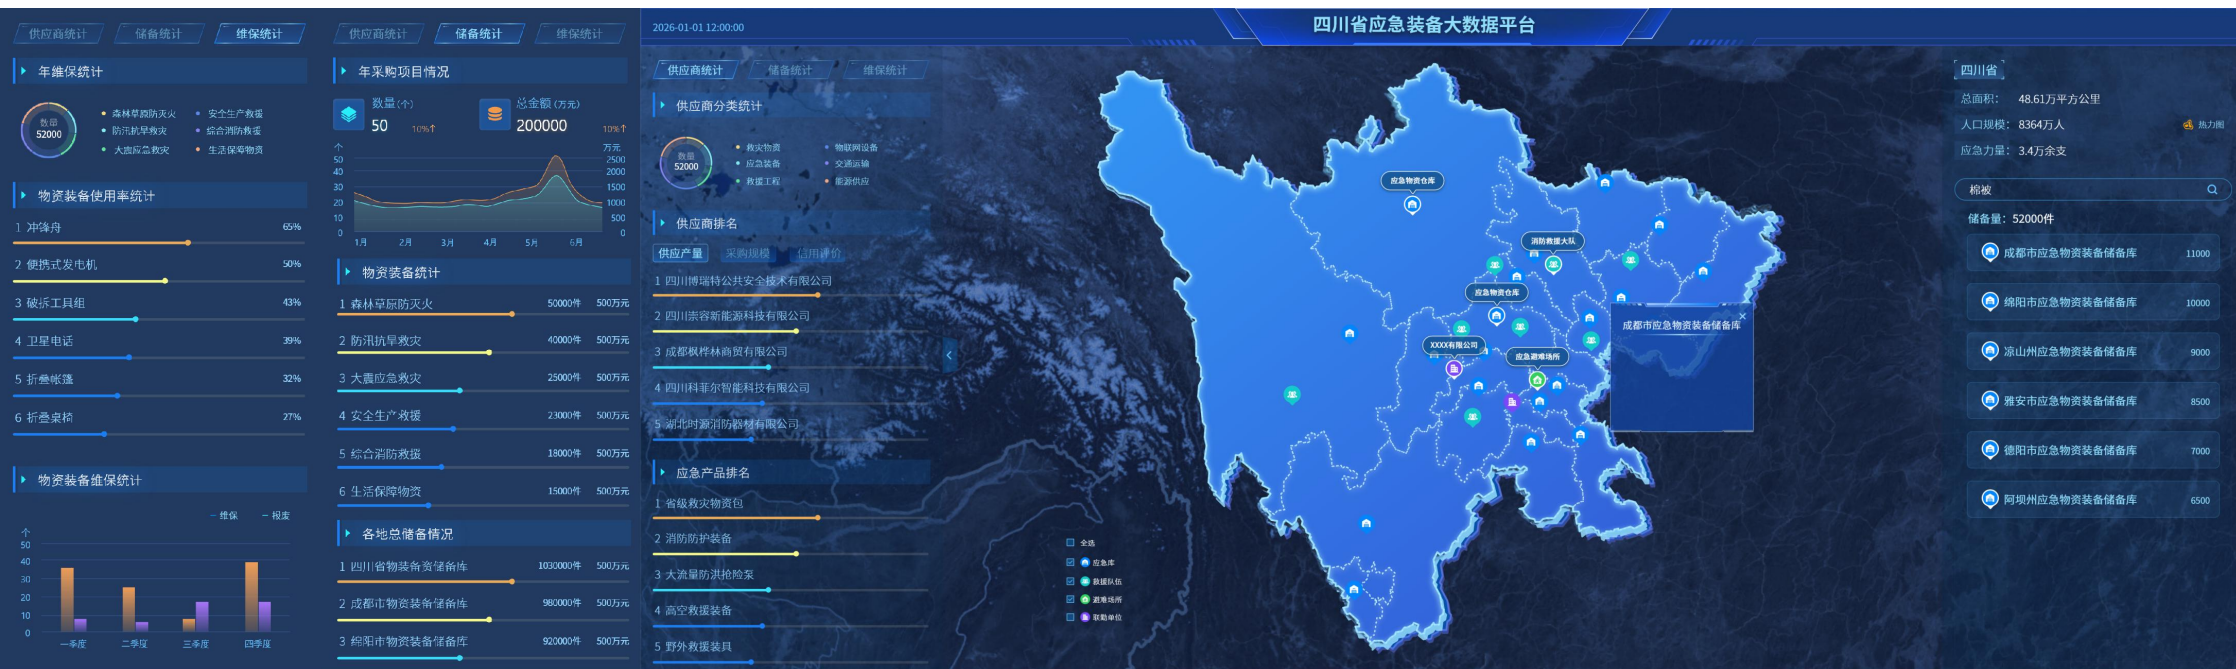 供应商统计
储备统计
维保统计
年维保统计
数量
52000
森林草原防灭火
安全生产救援
防汛抗旱救灾
综合消防救援
大震应急救灾
生活保障物资
物资装备使用率统计
1 冲锋舟 65%
2 便携式发电机 50%
3 破拆工具组 43%
4 卫星电话 39%
5 折叠帐篷 32%
6 折叠桌椅 27%
物资装备维保统计
维保
报废
个
50
40
30
20
10
0
一季度 二季度 三季度 四季度
供应商统计
储备统计
维保统计
年采购项目情况
数量(个)
50 10%↑
总金额 (万元)
200000 10%↑
个 万元
50 2500
40 2000
30 1500
20 1000
10 500
0 0
1月 2月 3月 4月 5月 6月
物资装备统计
1 森林草原防灭火 50000件 500万元
2 防汛抗旱救灾 40000件 500万元
3 大震应急救灾 25000件 500万元
4 安全生产救援 23000件 500万元
5 综合消防救援 18000件 500万元
6 生活保障物资 15000件 500万元
各地总储备情况
1 四川省物装备资储备库 1030000件 500万元
2 成都市物资装备储备库 980000件 500万元
3 绵阳市物资装备储备库 920000件 500万元
2026-01-01 12:00:00
四川省应急装备大数据平台
供应商统计
储备统计
维保统计
供应商分类统计
数量
52000
救灾物资
物联网设备
应急装备
交通运输
救援工程
能源供应
供应商排名
供应产量
采购规模
信用评价
1 四川博瑞特公共安全技术有限公司
2 四川崇容新能源科技有限公司
3 成都枫桦林商贸有限公司
4 四川科菲尔智能科技有限公司
5 湖北时源消防器材有限公司
应急产品排名
1 省级救灾物资包
2 消防防护装备
3 大流量防洪抢险泵
4 高空救援装备
5 野外救援装具
应急物资仓库
消防救援大队
应急物资仓库
XXXX有限公司
应急避难场所
成都市应急物资装备储备库
全选
应急库
救援队伍
避难场所
联勤单位
四川省
总面积： 48.61万平方公里
人口规模： 8364万人
热力图
应急力量： 3.4万余支
棉被
储备量： 52000件
成都市应急物资装备储备库 11000
绵阳市应急物资装备储备库 10000
凉山州应急物资装备储备库 9000
雅安市应急物资装备储备库 8500
德阳市应急物资装备储备库 7000
阿坝州应急物资装备储备库 6500